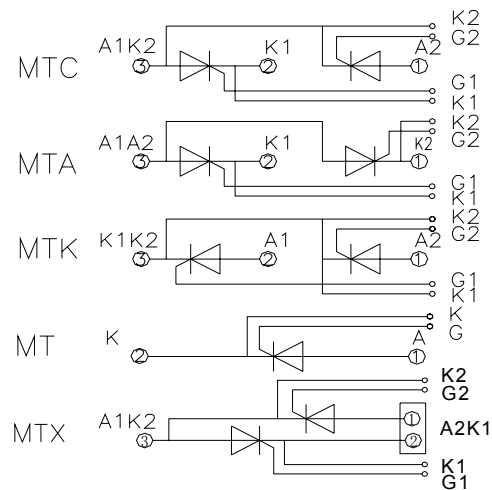 K2
A1K2 K1 A2 G2
MTC ③ ② ①
G1
K1
A1A2 K1 K2
G2
MTA ③ ② K2 ①
G1
K1
K2
K1K2 A1 A2 G2
MTK ③ ② ①
G1
K1
K
K A G
MT ② ①
K2
G2
A1K2 ①
MTX ③ ② A2K1
K1
G1